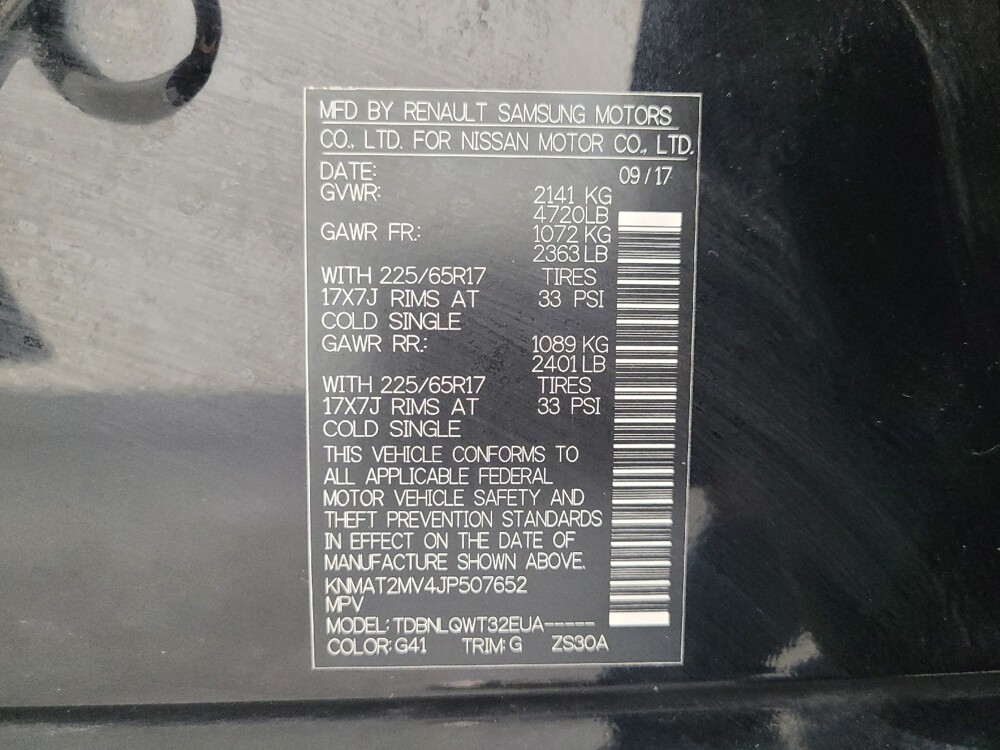 MFD BY RENAULT SAMSUNG MOTORS
CO., LTD. FOR NISSAN MOTOR CO., LTD.
DATE: 09/17
GVWR: 2141 KG
4720LB
GAWR FR.: 1072 KG
2363LB
WITH 225/65R17 TIRES
17X7J RIMS AT 33 PSI
COLD SINGLE
GAWR RR.: 1089 KG
2401LB
WITH 225/65R17 TIRES
17X7J RIMS AT 33 PSI
COLD SINGLE
THIS VEHICLE CONFORMS TO
ALL APPLICABLE FEDERAL
MOTOR VEHICLE SAFETY AND
THEFT PREVENTION STANDARDS
IN EFFECT ON THE DATE OF
MANUFACTURE SHOWN ABOVE.
KNMAT2MV4JP507652
MPV
MODEL: TDBNLQWT32EUA-----
COLOR: G41 TRIM: G ZS30A